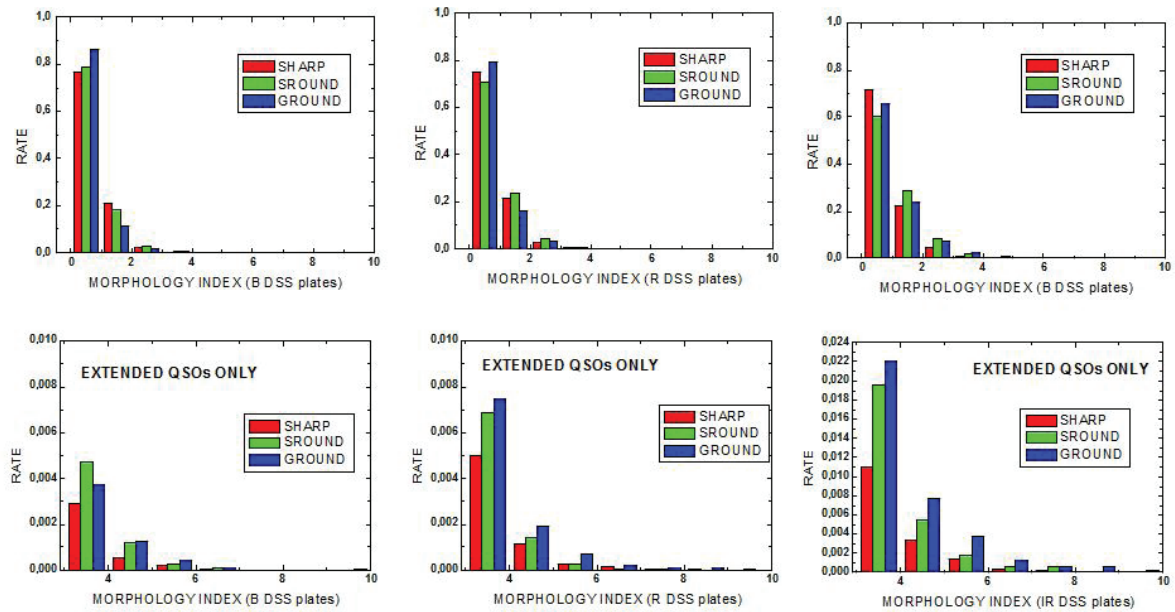 1,0
0,8
0,6
0,4
0,2
0,0
RATE
SHARP
SROUND
GROUND
0 2 4 6 8 10
MORPHOLOGY INDEX (B DSS plates)
1,0
0,8
0,6
0,4
0,2
0,0
RATE
SHARP
SROUND
GROUND
0 2 4 6 8 10
MORPHOLOGY INDEX (R DSS plates)
1,0
0,8
0,6
0,4
0,2
0,0
RATE
SHARP
SROUND
GROUND
0 2 4 6 8 10
MORPHOLOGY INDEX (B DSS plates)
0,010
0,008
0,006
0,004
0,002
0,000
RATE
EXTENDED QSOs ONLY
SHARP
SROUND
GROUND
4 6 8 10
MORPHOLOGY INDEX (B DSS plates)
0,010
0,008
0,006
0,004
0,002
0,000
RATE
EXTENDED QSOs ONLY
SHARP
SROUND
GROUND
4 6 8 10
MORPHOLOGY INDEX (R DSS plates)
0,024
0,022
0,020
0,018
0,016
0,014
0,012
0,010
0,008
0,006
0,004
0,002
0,000
RATE
EXTENDED QSOs ONLY
SHARP
SROUND
GROUND
4 6 8 10
MORPHOLOGY INDEX (IR DSS plates)